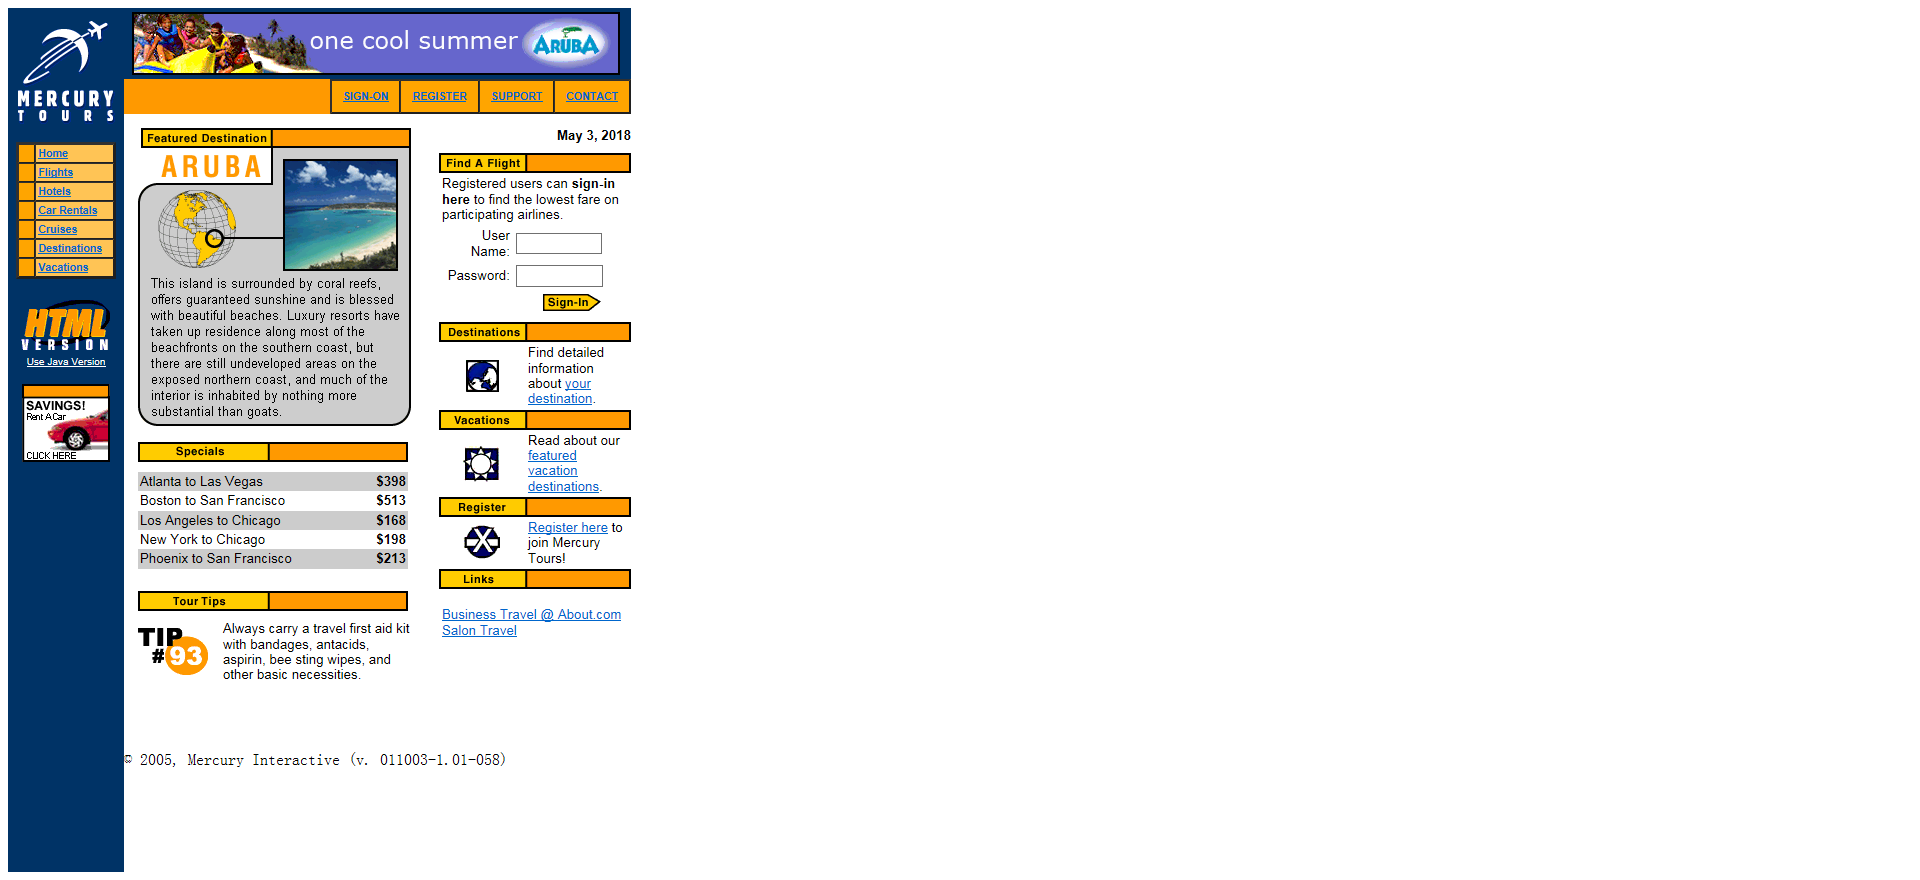 MERCURY
TOURS
one cool summer
ARUBA
SIGN-ON
REGISTER
SUPPORT
CONTACT
Home
Flights
Hotels
Car Rentals
Cruises
Destinations
Vacations
HTML
VERSION
Use Java Version
SAVINGS!
Rent A Car
CLICK HERE
Featured Destination
ARUBA
This island is surrounded by coral reefs,
offers guaranteed sunshine and is blessed
with beautiful beaches. Luxury resorts have
taken up residence along most of the
beachfronts on the southern coast, but
there are still undeveloped areas on the
exposed northern coast, and much of the
interior is inhabited by nothing more
substantial than goats.
Specials
Atlanta to Las Vegas $398
Boston to San Francisco $513
Los Angeles to Chicago $168
New York to Chicago $198
Phoenix to San Francisco $213
Tour Tips
TIP
#93
Always carry a travel first aid kit
with bandages, antacids,
aspirin, bee sting wipes, and
other basic necessities.
May 3, 2018
Find A Flight
Registered users can sign-in
here to find the lowest fare on
participating airlines.
User
Name:
Password:
Sign-In
Destinations
Find detailed
information
about your
destination.
Vacations
Read about our
featured
vacation
destinations.
Register
Register here to
join Mercury
Tours!
Links
Business Travel @ About.com
Salon Travel
© 2005, Mercury Interactive (v. 011003-1.01-058)